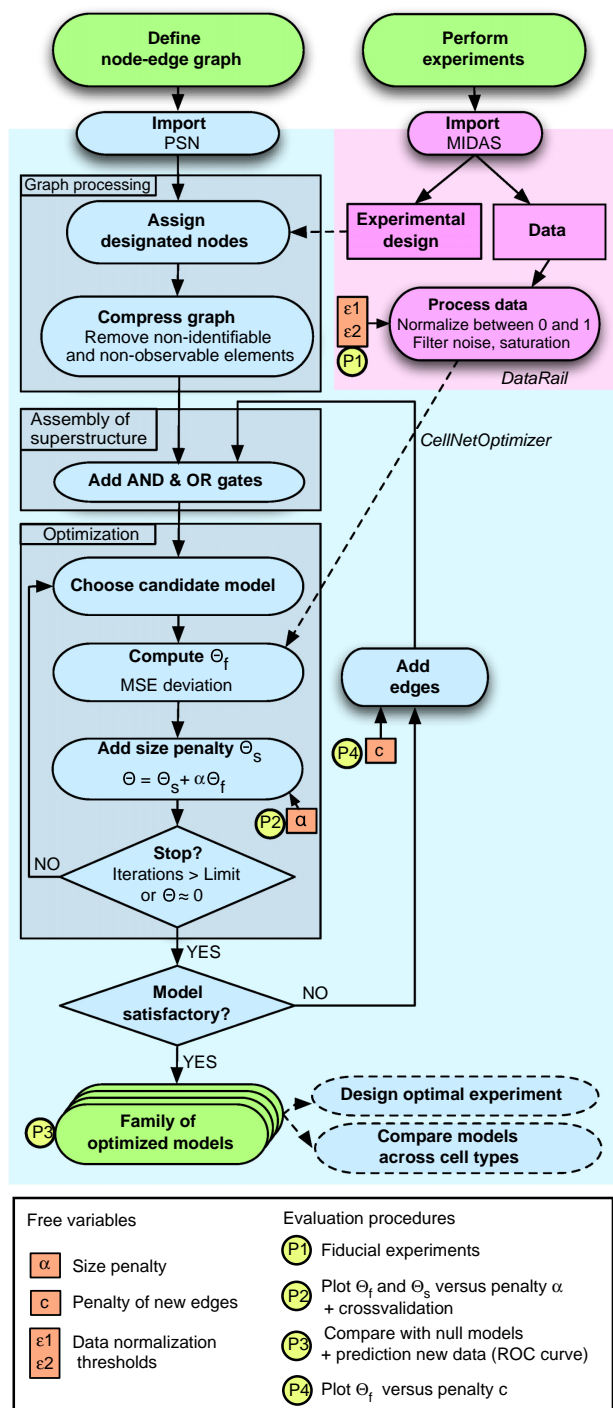 Define
node-edge graph
Perform
experiments
Import
PSN
Import
MIDAS
Graph processing
Assign
designated nodes
Experimental
design
Data
Compress graph
Remove non-identifiable
and non-observable elements
ε1
ε2
P1
Process data
Normalize between 0 and 1
Filter noise, saturation
DataRail
Assembly of
superstructure
CellNetOptimizer
Add AND & OR gates
Optimization
Choose candidate model
Compute Θf
MSE deviation
Add
edges
P4
c
Add size penalty Θs
Θ = Θs+ αΘf
P2
α
NO
Stop?
Iterations > Limit
or Θ ≈ 0
YES
Model
satisfactory?
NO
YES
P3
Family of
optimized models
Design optimal experiment
Compare models
across cell types
Free variables
α
Size penalty
c
Penalty of new edges
ε1
ε2
Data normalization
thresholds
Evaluation procedures
P1 Fiducial experiments
P2 Plot Θf and Θs versus penalty α
+ crossvalidation
P3 Compare with null models
+ prediction new data (ROC curve)
P4 Plot Θf versus penalty c